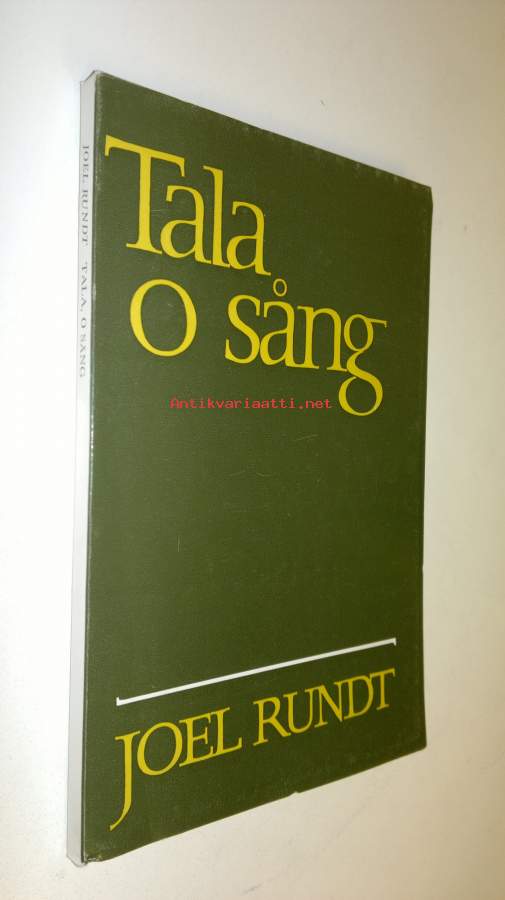 Tala
o sång
Antikvariaatti.net
JOEL RUNDT
JOEL RUNDT TALA, O SÅNG